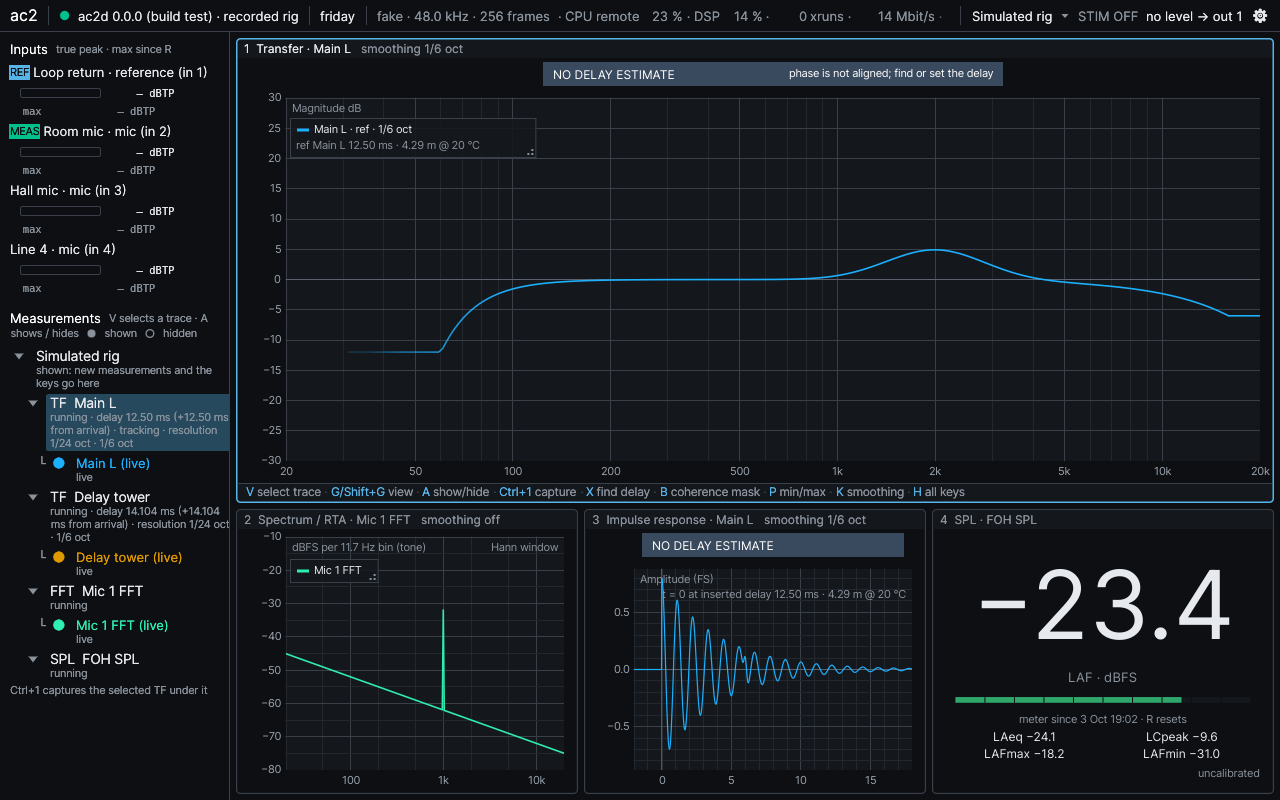 ac2 ac2d 0.0.0 (build test) · recorded rig friday fake · 48.0 kHz · 256 frames · CPU remote 23 % · DSP 14 % · 0 xruns · 14 Mbit/s · Simulated rig STIM OFF no level → out 1
Inputs true peak · max since R
REF Loop return · reference (in 1)
– dBTP
max – dBTP
MEAS Room mic · mic (in 2)
– dBTP
max – dBTP
Hall mic · mic (in 3)
– dBTP
max – dBTP
Line 4 · mic (in 4)
– dBTP
max – dBTP
Measurements V selects a trace · A
shows / hides shown hidden
Simulated rig
shown: new measurements and the
keys go here
TF Main L
running · delay 12.50 ms (+12.50 ms
from arrival) · tracking · resolution
1/24 oct · 1/6 oct
Main L (live)
live
TF Delay tower
running · delay 14.104 ms (+14.104
ms from arrival) · resolution 1/24 oct
· 1/6 oct
Delay tower (live)
live
FFT Mic 1 FFT
running
Mic 1 FFT (live)
live
SPL FOH SPL
running
Ctrl+1 captures the selected TF under it
1 Transfer · Main L smoothing 1/6 oct
NO DELAY ESTIMATE phase is not aligned; find or set the delay
Magnitude dB
Main L · ref · 1/6 oct
ref Main L 12.50 ms · 4.29 m @ 20 °C
30
25
20
15
10
5
0
−5
−10
−15
−20
−25
−30
20 50 100 200 500 1k 2k 5k 10k 20k
V select trace · G/Shift+G view · A show/hide · Ctrl+1 capture · X find delay · B coherence mask · P min/max · K smoothing · H all keys
2 Spectrum / RTA · Mic 1 FFT smoothing off
dBFS per 11.7 Hz bin (tone) Hann window
Mic 1 FFT
−10
−20
−30
−40
−50
−60
−70
−80
100 1k 10k
3 Impulse response · Main L smoothing 1/6 oct
NO DELAY ESTIMATE
Amplitude (FS)
t = 0 at inserted delay 12.50 ms · 4.29 m @ 20 °C
0.5
0.0
−0.5
0 5 10 15
4 SPL · FOH SPL
−23.4
LAF · dBFS
meter since 3 Oct 19:02 · R resets
LAeq −24.1 LCpeak −9.6
LAFmax −18.2 LAFmin −31.0
uncalibrated